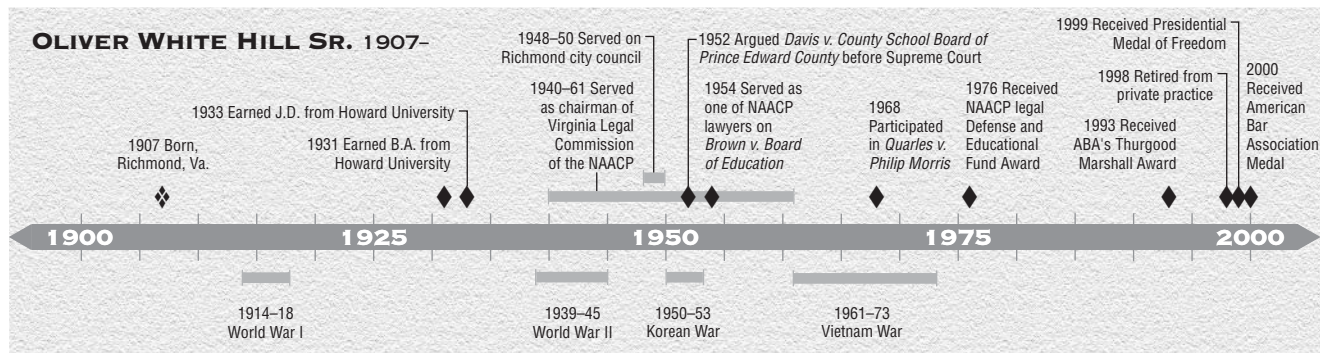 OLIVER WHITE HILL SR. 1907–
1907 Born,
Richmond, Va.
1933 Earned J.D. from Howard University
1931 Earned B.A. from
Howard University
1948–50 Served on
Richmond city council
1940–61 Served
as chairman of
Virginia Legal
Commission
of the NAACP
1952 Argued Davis v. County School Board of
Prince Edward County before Supreme Court
1954 Served as
one of NAACP
lawyers on
Brown v. Board
of Education
1968
Participated
in Quarles v.
Philip Morris
1976 Received
NAACP legal
Defense and
Educational
Fund Award
1999 Received Presidential
Medal of Freedom
1998 Retired from
private practice
1993 Received
ABA's Thurgood
Marshall Award
2000
Received
American
Bar
Association
Medal
1900 1925 1950 1975 2000
1914–18
World War I
1939–45
World War II
1950–53
Korean War
1961–73
Vietnam War